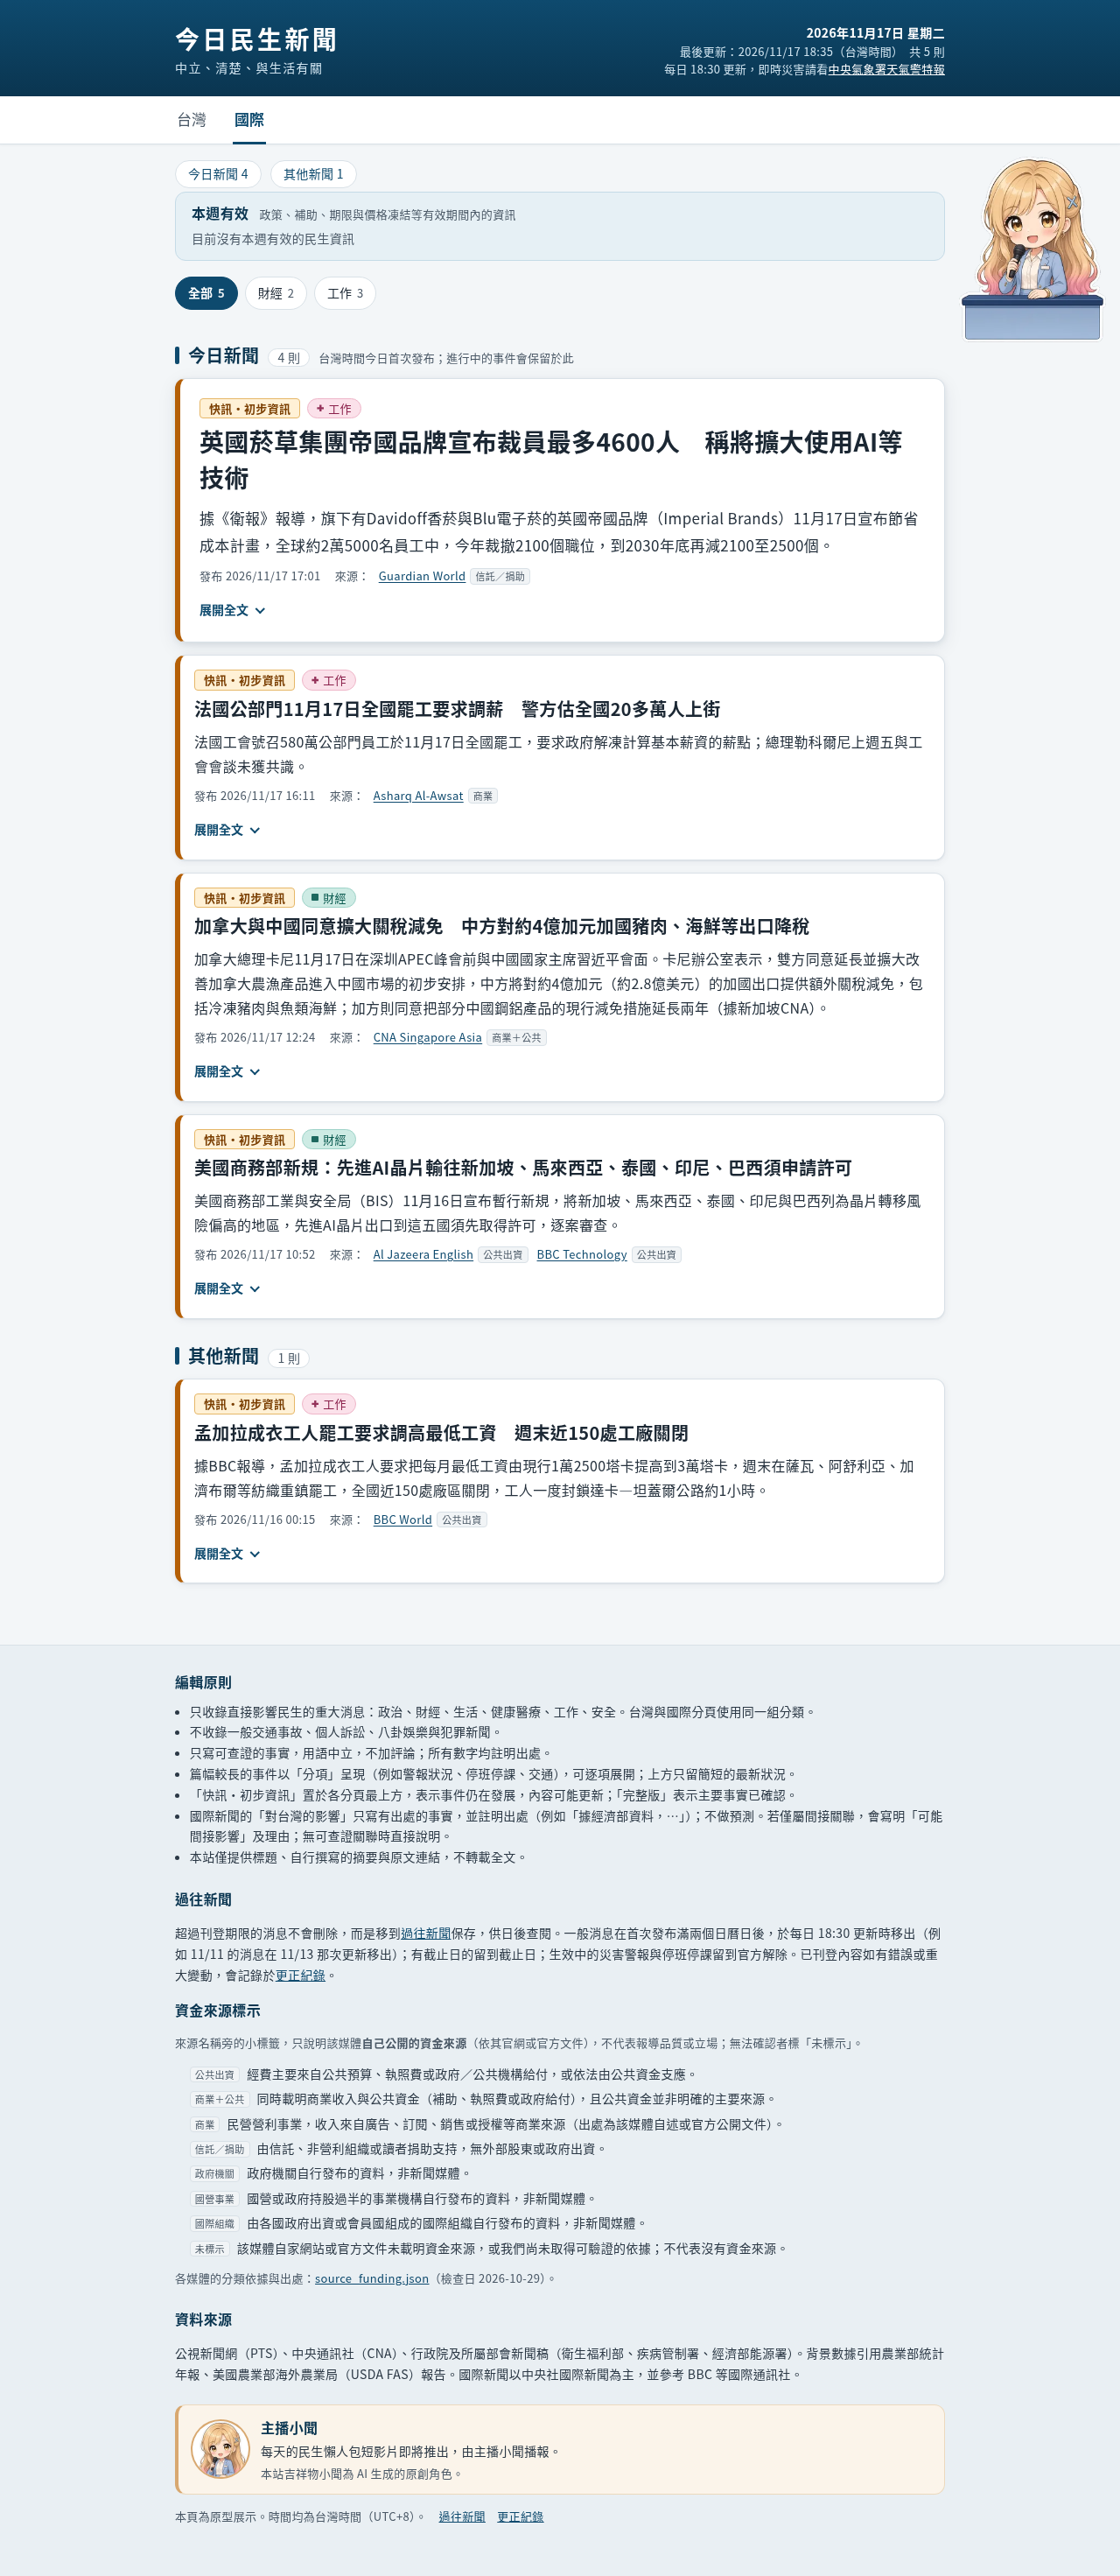 今日民生新聞
中立、清楚、與生活有關
2026年11月17日 星期二
最後更新：2026/11/17 18:35（台灣時間） 共 5 則
每日 18:30 更新，即時災害請看中央氣象署天氣警特報
台灣 國際
今日新聞 4 其他新聞 1
本週有效 政策、補助、期限與價格凍結等有效期間內的資訊
目前沒有本週有效的民生資訊
全部 5 財經 2 工作 3
今日新聞 4 則 台灣時間今日首次發布；進行中的事件會保留於此
快訊・初步資訊 工作
英國菸草集團帝國品牌宣布裁員最多4600人　稱將擴大使用AI等
技術
據《衛報》報導，旗下有Davidoff香菸與Blu電子菸的英國帝國品牌（Imperial Brands）11月17日宣布節省
成本計畫，全球約2萬5000名員工中，今年裁撤2100個職位，到2030年底再減2100至2500個。
發布 2026/11/17 17:01 來源： Guardian World 信託／捐助
展開全文
快訊・初步資訊 工作
法國公部門11月17日全國罷工要求調薪　警方估全國20多萬人上街
法國工會號召580萬公部門員工於11月17日全國罷工，要求政府解凍計算基本薪資的薪點；總理勒科爾尼上週五與工
會會談未獲共識。
發布 2026/11/17 16:11 來源： Asharq Al-Awsat 商業
展開全文
快訊・初步資訊 財經
加拿大與中國同意擴大關稅減免　中方對約4億加元加國豬肉、海鮮等出口降稅
加拿大總理卡尼11月17日在深圳APEC峰會前與中國國家主席習近平會面。卡尼辦公室表示，雙方同意延長並擴大改
善加拿大農漁產品進入中國市場的初步安排，中方將對約4億加元（約2.8億美元）的加國出口提供額外關稅減免，包
括冷凍豬肉與魚類海鮮；加方則同意把部分中國鋼鋁產品的現行減免措施延長兩年（據新加坡CNA）。
發布 2026/11/17 12:24 來源： CNA Singapore Asia 商業＋公共
展開全文
快訊・初步資訊 財經
美國商務部新規：先進AI晶片輸往新加坡、馬來西亞、泰國、印尼、巴西須申請許可
美國商務部工業與安全局（BIS）11月16日宣布暫行新規，將新加坡、馬來西亞、泰國、印尼與巴西列為晶片轉移風
險偏高的地區，先進AI晶片出口到這五國須先取得許可，逐案審查。
發布 2026/11/17 10:52 來源： Al Jazeera English 公共出資 BBC Technology 公共出資
展開全文
其他新聞 1 則
快訊・初步資訊 工作
孟加拉成衣工人罷工要求調高最低工資　週末近150處工廠關閉
據BBC報導，孟加拉成衣工人要求把每月最低工資由現行1萬2500塔卡提高到3萬塔卡，週末在薩瓦、阿舒利亞、加
濟布爾等紡織重鎮罷工，全國近150處廠區關閉，工人一度封鎖達卡—坦蓋爾公路約1小時。
發布 2026/11/16 00:15 來源： BBC World 公共出資
展開全文
編輯原則
• 只收錄直接影響民生的重大消息：政治、財經、生活、健康醫療、工作、安全。台灣與國際分頁使用同一組分類。
• 不收錄一般交通事故、個人訴訟、八卦娛樂與犯罪新聞。
• 只寫可查證的事實，用語中立，不加評論；所有數字均註明出處。
• 篇幅較長的事件以「分項」呈現（例如警報狀況、停班停課、交通），可逐項展開；上方只留簡短的最新狀況。
• 「快訊・初步資訊」置於各分頁最上方，表示事件仍在發展，內容可能更新；「完整版」表示主要事實已確認。
• 國際新聞的「對台灣的影響」只寫有出處的事實，並註明出處（例如「據經濟部資料，…」）；不做預測。若僅屬間接關聯，會寫明「可能
間接影響」及理由；無可查證關聯時直接說明。
• 本站僅提供標題、自行撰寫的摘要與原文連結，不轉載全文。
過往新聞
超過刊登期限的消息不會刪除，而是移到過往新聞保存，供日後查閱。一般消息在首次發布滿兩個日曆日後，於每日 18:30 更新時移出（例
如 11/11 的消息在 11/13 那次更新移出）；有截止日的留到截止日；生效中的災害警報與停班停課留到官方解除。已刊登內容如有錯誤或重
大變動，會記錄於更正紀錄。
資金來源標示
來源名稱旁的小標籤，只說明該媒體自己公開的資金來源（依其官網或官方文件），不代表報導品質或立場；無法確認者標「未標示」。
公共出資 經費主要來自公共預算、執照費或政府／公共機構給付，或依法由公共資金支應。
商業＋公共 同時載明商業收入與公共資金（補助、執照費或政府給付），且公共資金並非明確的主要來源。
商業 民營營利事業，收入來自廣告、訂閱、銷售或授權等商業來源（出處為該媒體自述或官方公開文件）。
信託／捐助 由信託、非營利組織或讀者捐助支持，無外部股東或政府出資。
政府機關 政府機關自行發布的資料，非新聞媒體。
國營事業 國營或政府持股過半的事業機構自行發布的資料，非新聞媒體。
國際組織 由各國政府出資或會員國組成的國際組織自行發布的資料，非新聞媒體。
未標示 該媒體自家網站或官方文件未載明資金來源，或我們尚未取得可驗證的依據；不代表沒有資金來源。
各媒體的分類依據與出處：source_funding.json（檢查日 2026-10-29）。
資料來源
公視新聞網（PTS）、中央通訊社（CNA）、行政院及所屬部會新聞稿（衛生福利部、疾病管制署、經濟部能源署）。背景數據引用農業部統計
年報、美國農業部海外農業局（USDA FAS）報告。國際新聞以中央社國際新聞為主，並參考 BBC 等國際通訊社。
主播小聞
每天的民生懶人包短影片即將推出，由主播小聞播報。
本站吉祥物小聞為 AI 生成的原創角色。
本頁為原型展示。時間均為台灣時間（UTC+8）。 過往新聞 更正紀錄